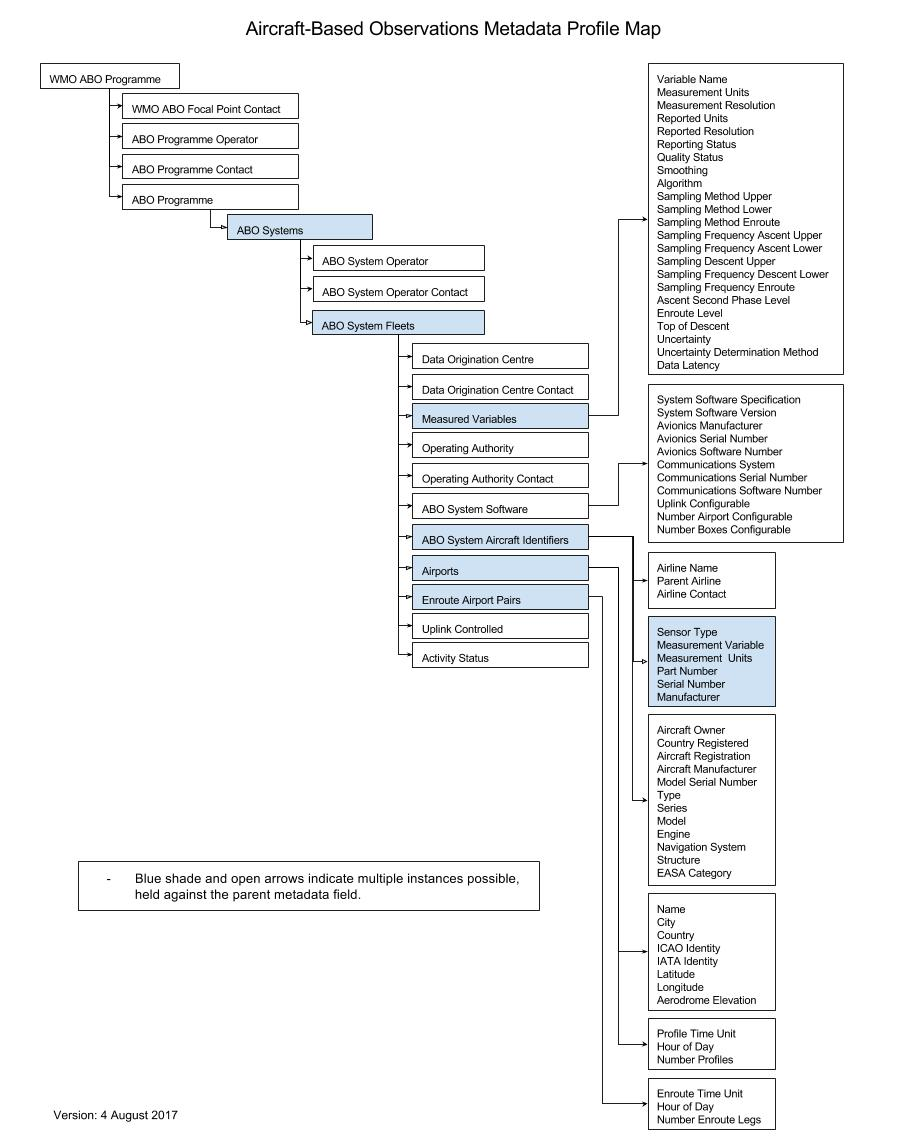 Aircraft-Based Observations Metadata Profile Map
WMO ABO Programme
WMO ABO Focal Point Contact
ABO Programme Operator
ABO Programme Contact
ABO Programme
ABO Systems
ABO System Operator
ABO System Operator Contact
ABO System Fleets
Data Origination Centre
Data Origination Centre Contact
Measured Variables
Operating Authority
Operating Authority Contact
ABO System Software
ABO System Aircraft Identifiers
Airports
Enroute Airport Pairs
Uplink Controlled
Activity Status
Variable Name
Measurement Units
Measurement Resolution
Reported Units
Reported Resolution
Reporting Status
Quality Status
Smoothing
Algorithm
Sampling Method Upper
Sampling Method Lower
Sampling Method Enroute
Sampling Frequency Ascent Upper
Sampling Frequency Ascent Lower
Sampling Descent Upper
Sampling Frequency Descent Lower
Sampling Frequency Enroute
Ascent Second Phase Level
Enroute Level
Top of Descent
Uncertainty
Uncertainty Determination Method
Data Latency
System Software Specification
System Software Version
Avionics Manufacturer
Avionics Serial Number
Avionics Software Number
Communications System
Communications Serial Number
Communications Software Number
Uplink Configurable
Number Airport Configurable
Number Boxes Configurable
Airline Name
Parent Airline
Airline Contact
Sensor Type
Measurement Variable
Measurement Units
Part Number
Serial Number
Manufacturer
Aircraft Owner
Country Registered
Aircraft Registration
Aircraft Manufacturer
Model Serial Number
Type
Series
Model
Engine
Navigation System
Structure
EASA Category
Name
City
Country
ICAO Identity
IATA Identity
Latitude
Longitude
Aerodrome Elevation
Profile Time Unit
Hour of Day
Number Profiles
Enroute Time Unit
Hour of Day
Number Enroute Legs
- Blue shade and open arrows indicate multiple instances possible,
held against the parent metadata field.
Version: 4 August 2017